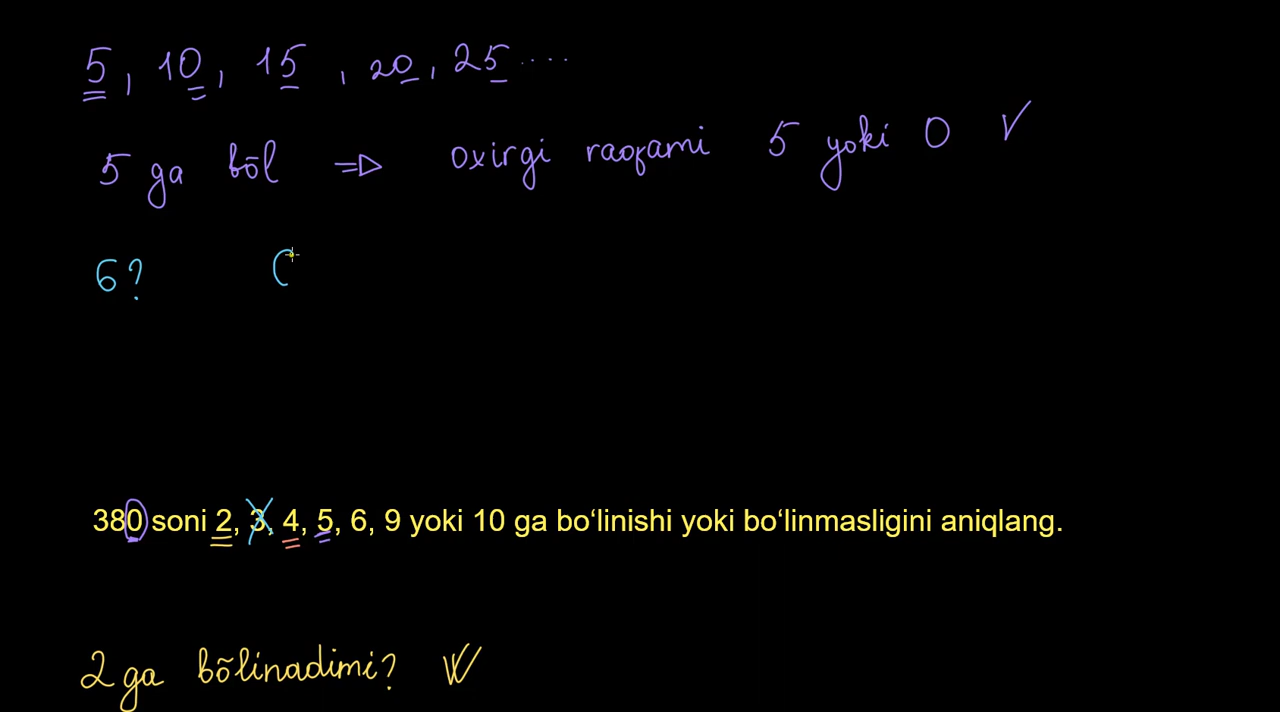 5, 10, 15, 20, 25....
5 ga bōl => oxirgi raqami 5 yoki 0 ✓
6? (
380 soni 2, 3, 4, 5, 6, 9 yoki 10 ga bo‘linishi yoki bo‘linmasligini aniqlang.
2 ga bōlinadimi? ✓